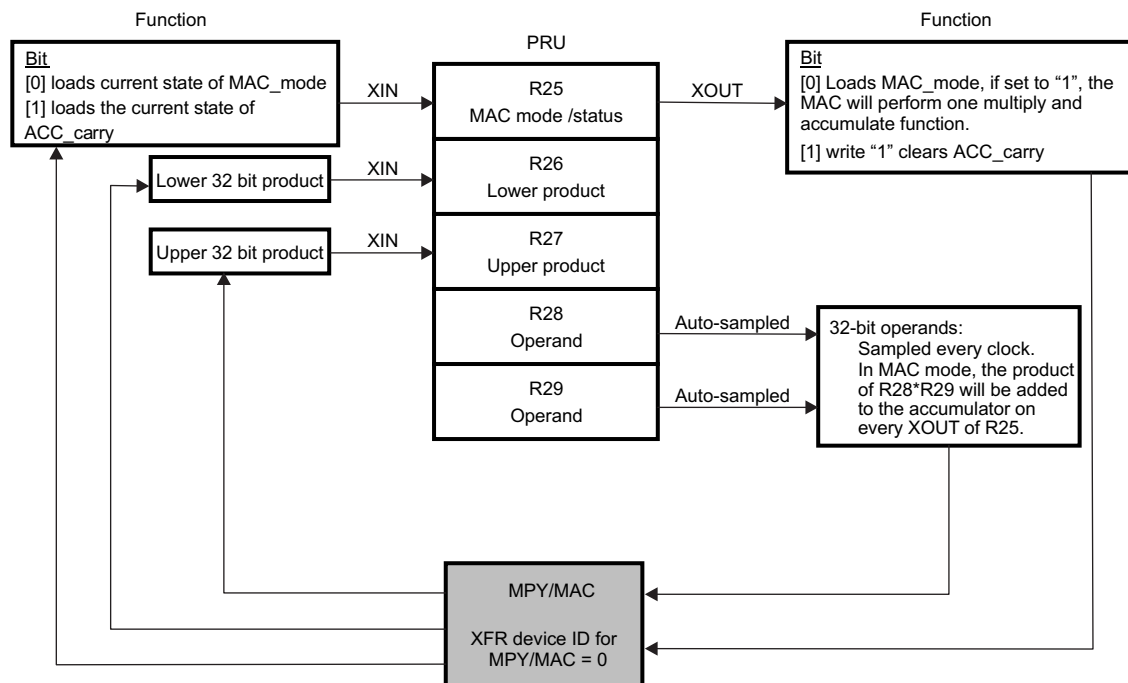 Function
Bit
[0] loads current state of MAC_mode
[1] loads the current state of
ACC_carry
XIN
Lower 32 bit product
XIN
Upper 32 bit product
XIN
PRU
R25
MAC mode /status
R26
Lower product
R27
Upper product
R28
Operand
R29
Operand
XOUT
Auto-sampled
Auto-sampled
Function
Bit
[0] Loads MAC_mode, if set to “1”, the
MAC will perform one multiply and
accumulate function.
[1] write “1” clears ACC_carry
32-bit operands:
Sampled every clock.
In MAC mode, the product
of R28*R29 will be added
to the accumulator on
every XOUT of R25.
MPY/MAC
XFR device ID for
MPY/MAC = 0